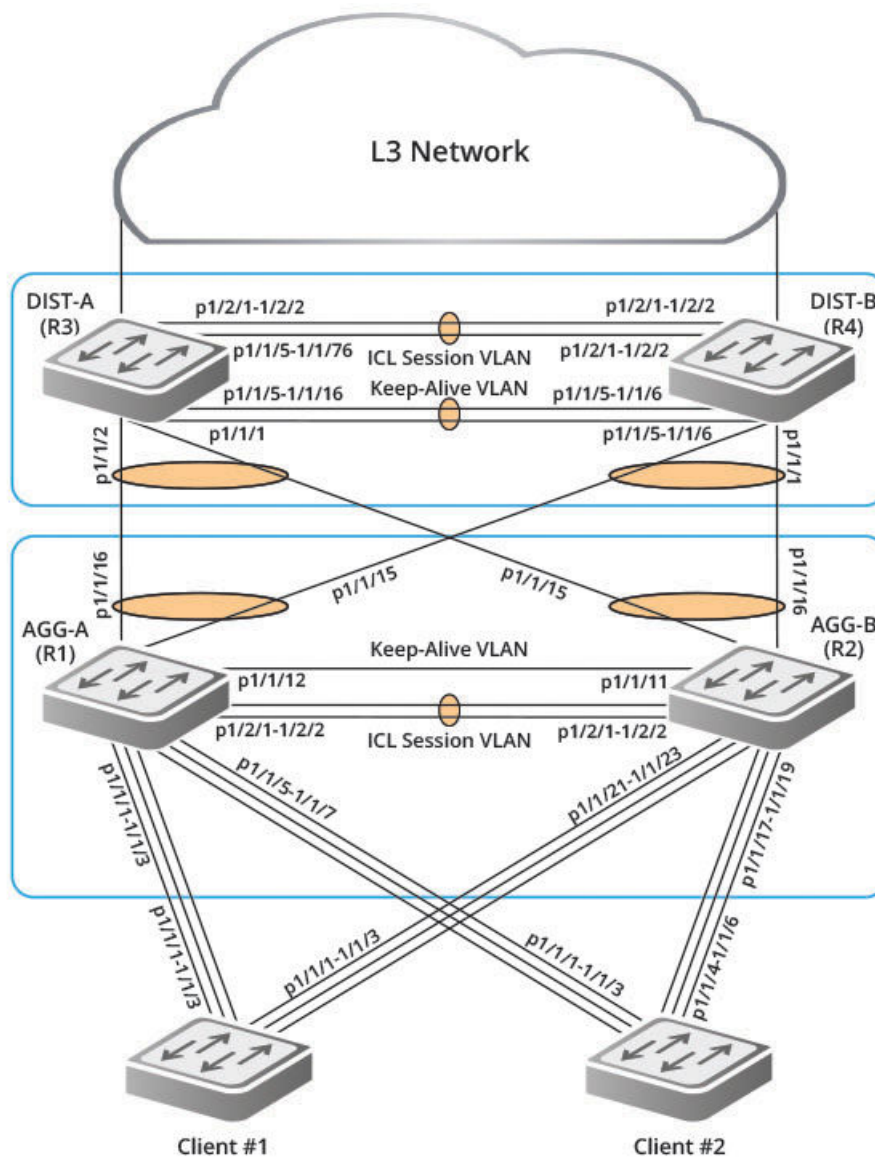 L3 Network
DIST-A
(R3)
p1/2/1-1/2/2
p1/2/1-1/2/2
DIST-B
(R4)
p1/1/5-1/1/76
ICL Session VLAN
p1/2/1-1/2/2
p1/1/5-1/1/16
Keep-Alive VLAN
p1/1/5-1/1/6
p1/1/2
p1/1/1
p1/1/5-1/1/6
p1/1/1
p1/1/16
p1/1/15
p1/1/15
p1/1/16
AGG-A
(R1)
Keep-Alive VLAN
AGG-B
(R2)
p1/1/12
p1/1/11
p1/2/1-1/2/2
ICL Session VLAN
p1/2/1-1/2/2
p1/1/1-1/1/3
p1/1/5-1/1/7
p1/1/21-1/1/23
p1/1/17-1/1/19
p1/1/1-1/1/3
p1/1/1-1/1/3
p1/1/1-1/1/3
p1/1/4-1/1/6
Client #1
Client #2